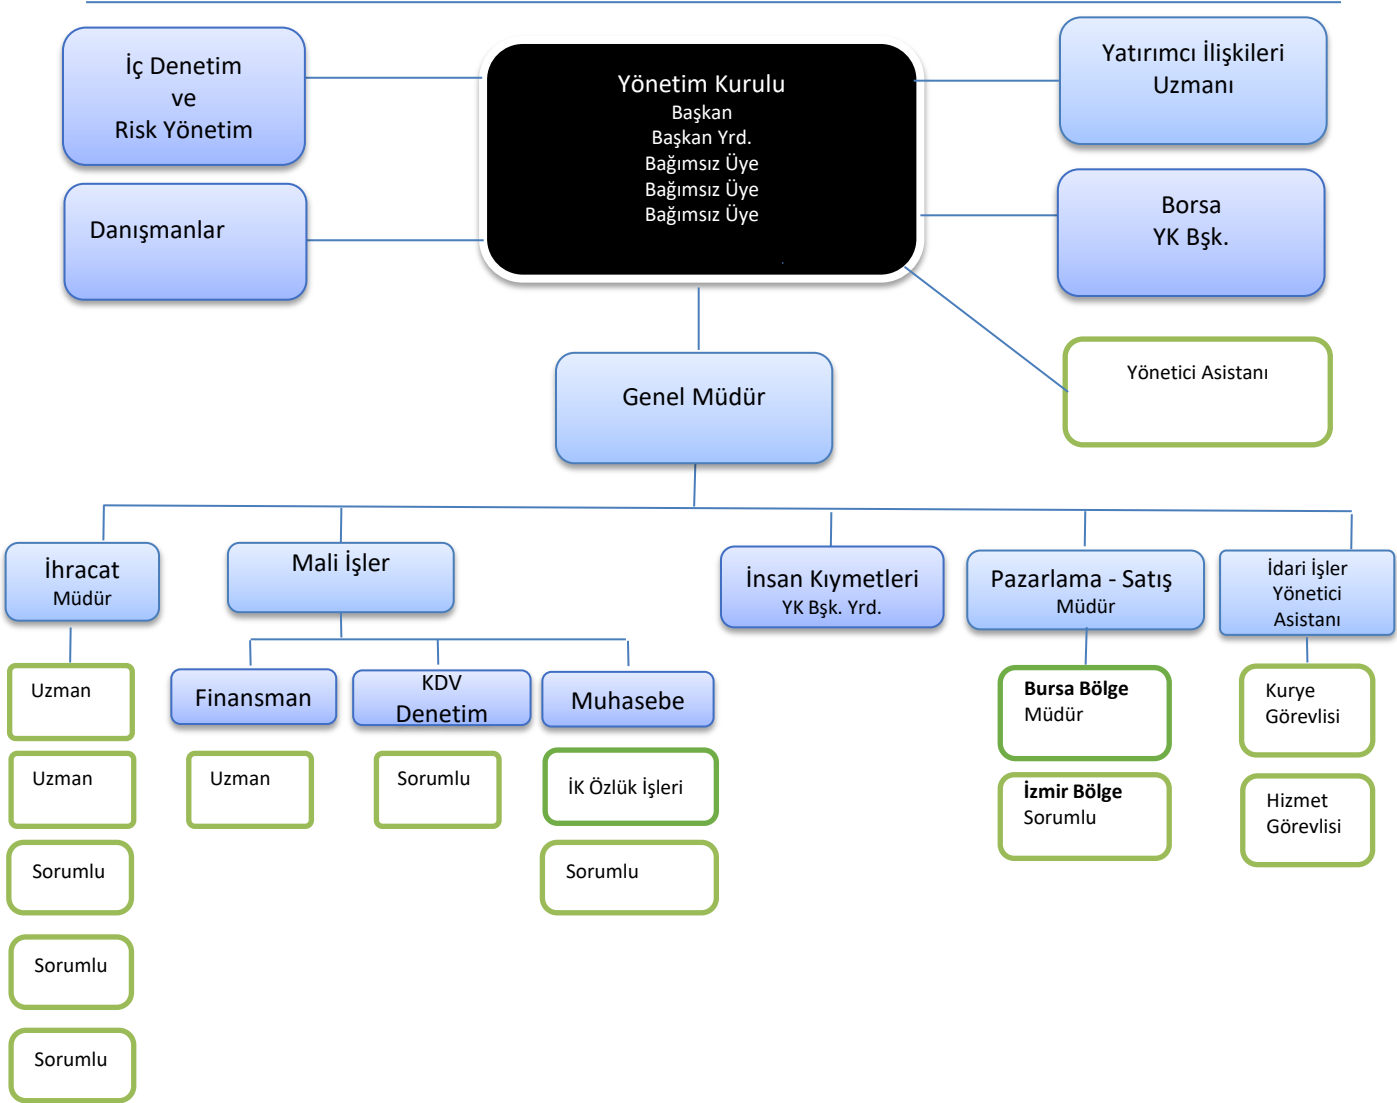 İç Denetim
ve
Risk Yönetim
Yönetim Kurulu
Başkan
Başkan Yrd.
Bağımsız Üye
Bağımsız Üye
Bağımsız Üye
Yatırımcı İlişkileri
Uzmanı
Danışmanlar
Borsa
YK Bşk.
Yönetici Asistanı
Genel Müdür
İhracat
Müdür
Mali İşler
İnsan Kıymetleri
YK Bşk. Yrd.
Pazarlama - Satış
Müdür
İdari İşler
Yönetici
Asistanı
Uzman
Finansman
KDV
Denetim
Muhasebe
Bursa Bölge
Müdür
Kurye
Görevlisi
Uzman
Uzman
Sorumlu
İK Özlük İşleri
İzmir Bölge
Sorumlu
Hizmet
Görevlisi
Sorumlu
Sorumlu
Sorumlu
Sorumlu